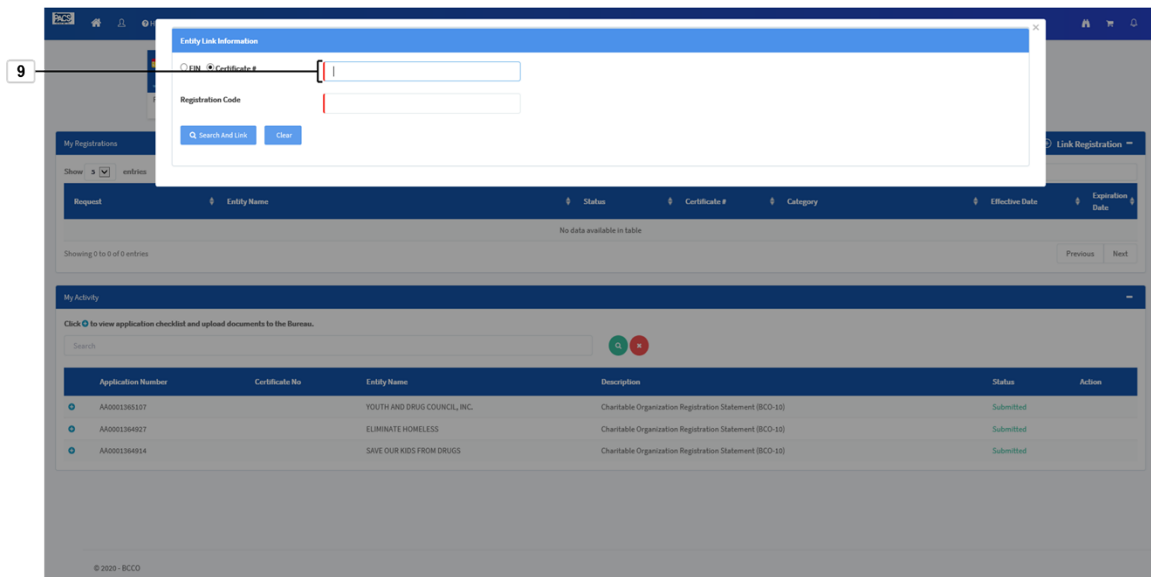 PACS
Entity Link Information
9
EIN Certificate #
Registration Code
Search And Link Clear
My Registrations
Link Registration
Show 3 entries
Request Entity Name Status Certificate # Category Effective Date Expiration Date
No data available in table
Showing 0 to 0 of 0 entries
Previous Next
My Activity
Click to view application checklist and upload documents to the Bureau.
Search
Application Number Certificate No Entity Name Description Status Action
AA0001365107 YOUTH AND DRUG COUNCIL, INC. Charitable Organization Registration Statement (BCO-10) Submitted
AA0001364927 ELIMINATE HOMELESS Charitable Organization Registration Statement (BCO-10) Submitted
AA0001364914 SAVE OUR KIDS FROM DRUGS Charitable Organization Registration Statement (BCO-10) Submitted
© 2020 - BCCO